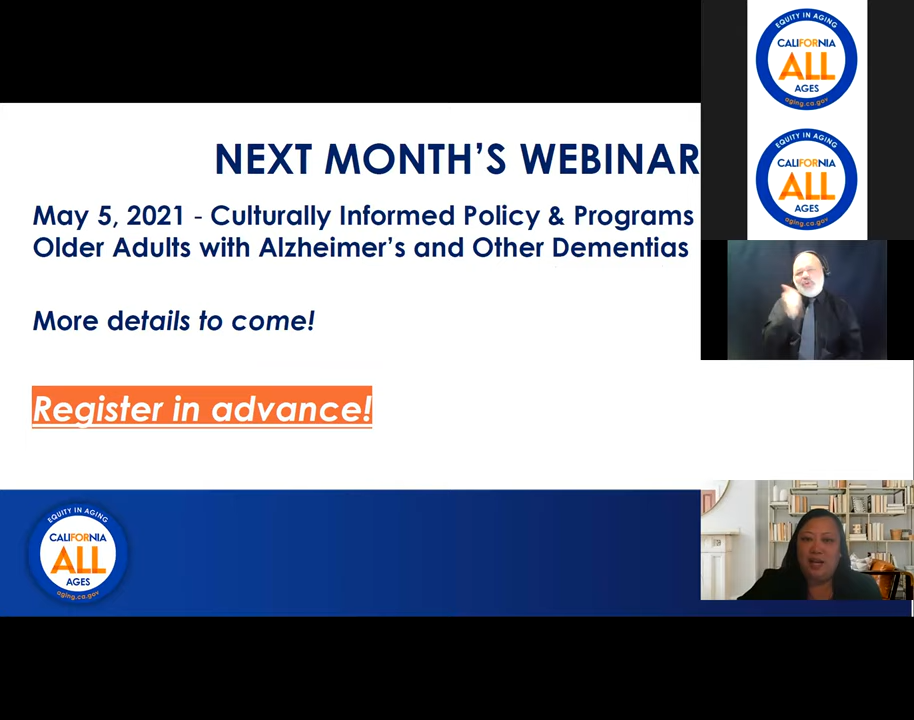 NEXT MONTH'S WEBINAR
May 5, 2021 - Culturally Informed Policy & Programs
Older Adults with Alzheimer's and Other Dementias
More details to come!
Register in advance!
EQUITY IN AGING
CALIFORNIA
ALL
AGES
aging.ca.gov
EQUITY IN AGING
CALIFORNIA
ALL
AGES
aging.ca.gov
EQUITY IN AGING
CALIFORNIA
ALL
AGES
aging.ca.gov